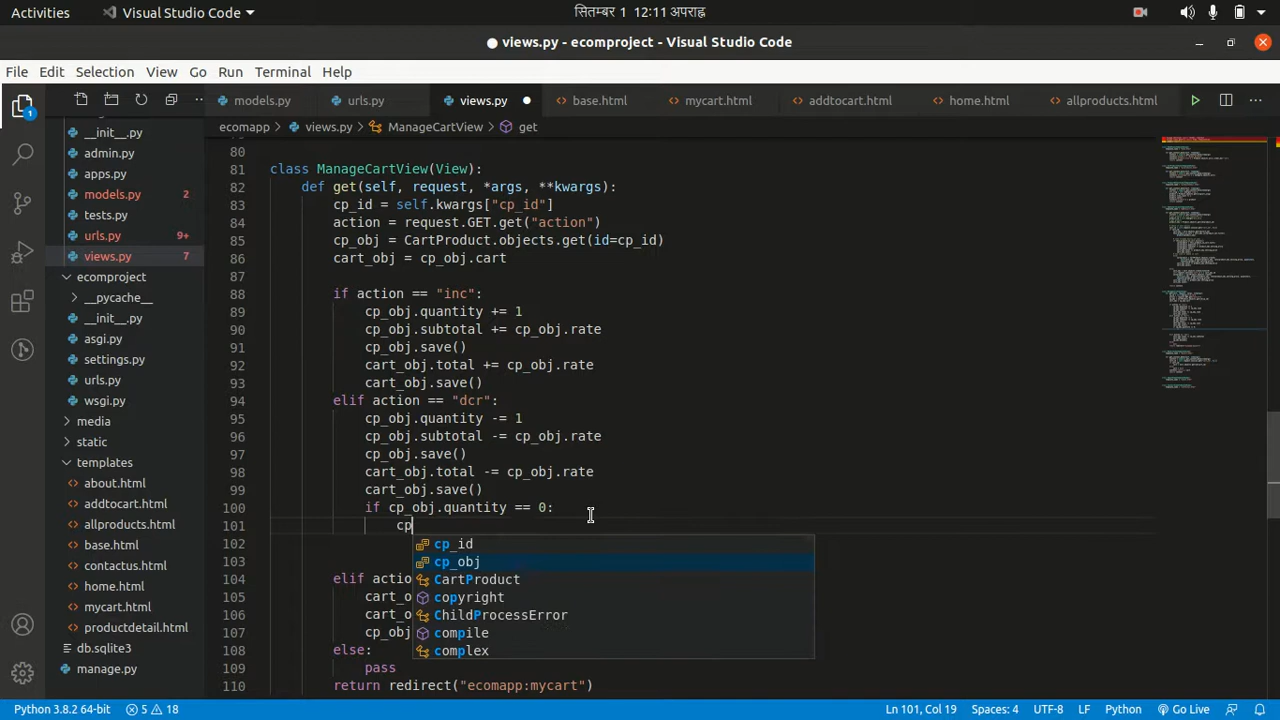 Activities
Visual Studio Code
सितम्बर 1 12:11 अपराह्न
● views.py - ecomproject - Visual Studio Code
File Edit Selection View Go Run Terminal Help
1
models.py
urls.py
views.py
base.html
mycart.html
addtocart.html
home.html
allproducts.html
ecomapp > views.py > ManageCartView > get
__init__.py
admin.py
apps.py
models.py 2
tests.py
urls.py 9+
views.py 7
ecomproject
__pycache__
__init__.py
asgi.py
settings.py
urls.py
wsgi.py
media
static
templates
about.html
addtocart.html
allproducts.html
base.html
contactus.html
home.html
mycart.html
productdetail.html
db.sqlite3
manage.py
80
81 class ManageCartView(View):
82 def get(self, request, *args, **kwargs):
83 cp_id = self.kwargs["cp_id"]
84 action = request.GET.get("action")
85 cp_obj = CartProduct.objects.get(id=cp_id)
86 cart_obj = cp_obj.cart
87
88 if action == "inc":
89 cp_obj.quantity += 1
90 cp_obj.subtotal += cp_obj.rate
91 cp_obj.save()
92 cart_obj.total += cp_obj.rate
93 cart_obj.save()
94 elif action == "dcr":
95 cp_obj.quantity -= 1
96 cp_obj.subtotal -= cp_obj.rate
97 cp_obj.save()
98 cart_obj.total -= cp_obj.rate
99 cart_obj.save()
100 if cp_obj.quantity == 0:
101 cp
102
103
104 elif actio
105 cart_o
106 cart_o
107 cp_obj
108 else:
109 pass
110 return redirect("ecomapp:mycart")
cp_id
cp_obj
CartProduct
copyright
ChildProcessError
compile
complex
Python 3.8.2 64-bit
5 18
Ln 101, Col 19
Spaces: 4
UTF-8
LF
Python
Go Live